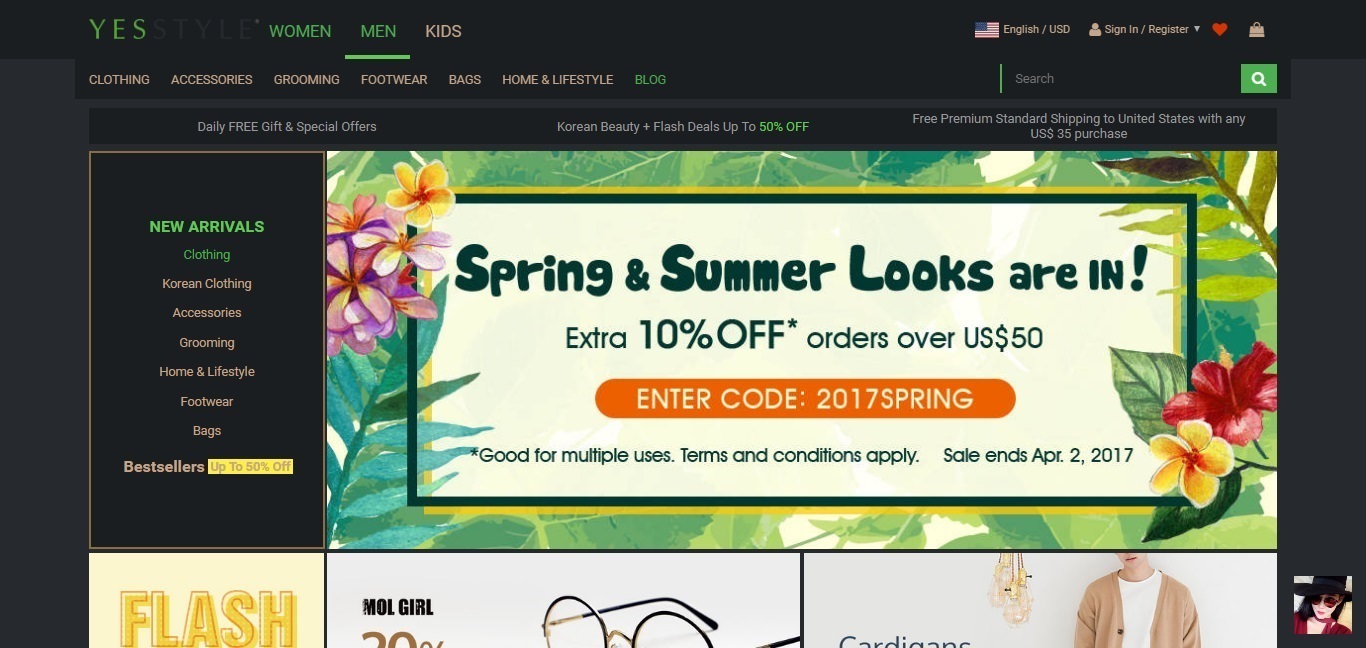 YESSTYLE WOMEN MEN KIDS
English / USD Sign In / Register
CLOTHING ACCESSORIES GROOMING FOOTWEAR BAGS HOME & LIFESTYLE BLOG
Search
Daily FREE Gift & Special Offers
Korean Beauty + Flash Deals Up To 50% OFF
Free Premium Standard Shipping to United States with any
US$ 35 purchase
NEW ARRIVALS
Clothing
Korean Clothing
Accessories
Grooming
Home & Lifestyle
Footwear
Bags
Bestsellers Up To 50% Off
Spring & Summer Looks are IN!
Extra 10%OFF* orders over US$50
ENTER CODE: 2017SPRING
*Good for multiple uses. Terms and conditions apply. Sale ends Apr. 2, 2017
FLASH
MOL GIRL
20%
Cardigans